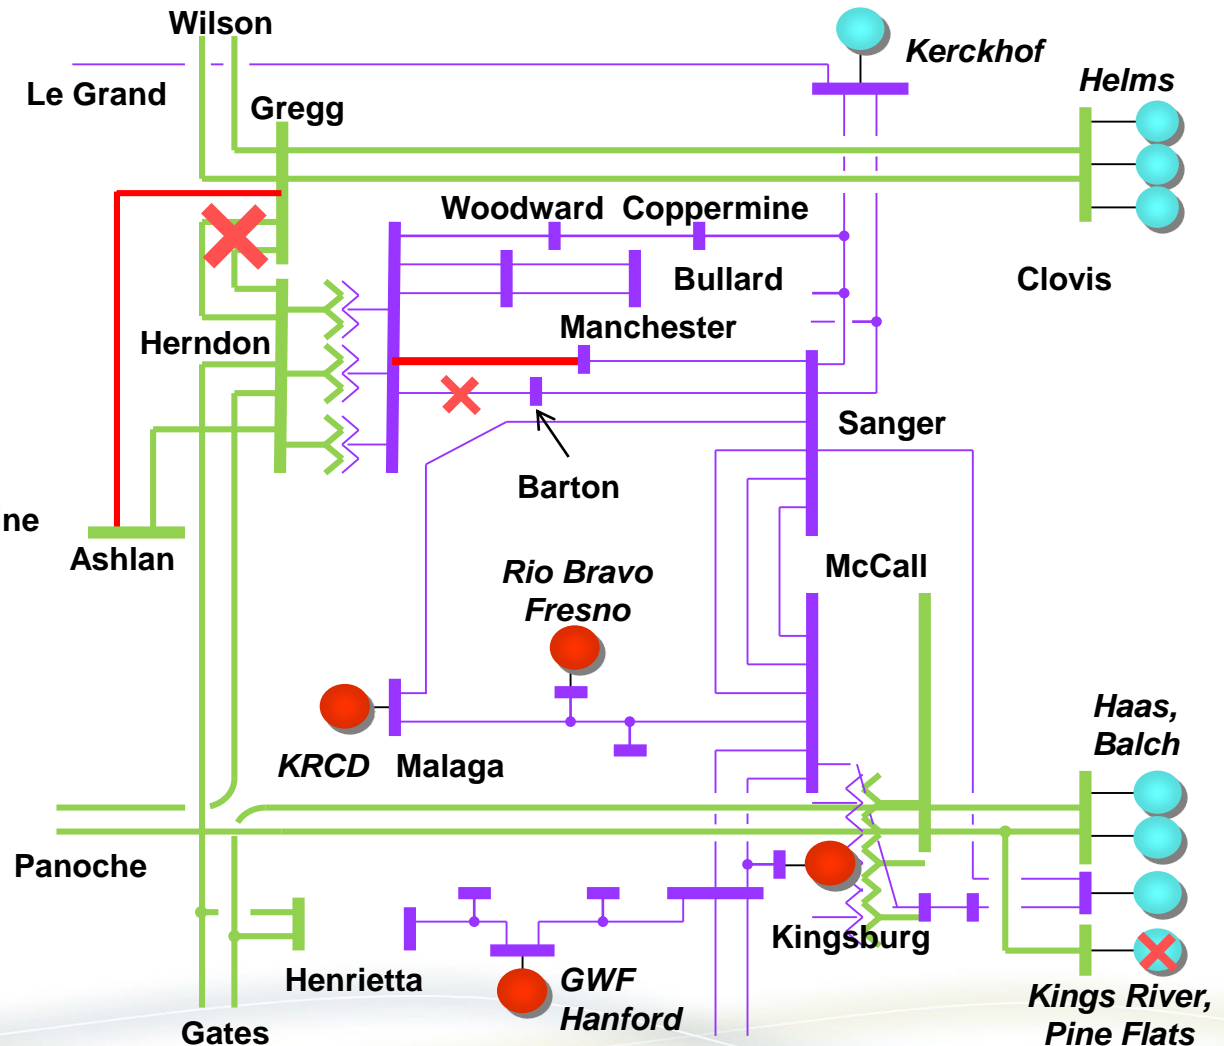 Wilson
Kerckhof
Helms
Le Grand
Gregg
Woodward
Coppermine
Bullard
Clovis
Manchester
Herndon
Sanger
Barton
ne
Ashlan
McCall
Rio Bravo
Fresno
Haas,
Balch
KRCD
Malaga
Panoche
Kingsburg
Henrietta
GWF
Hanford
Kings River,
Pine Flats
Gates